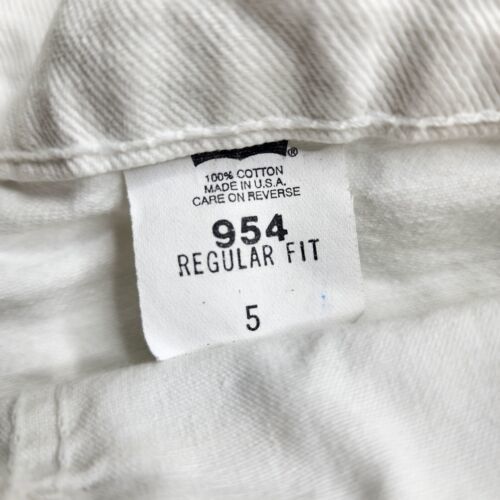 ®
100% COTTON
MADE IN U.S.A.
CARE ON REVERSE
954
REGULAR FIT
5